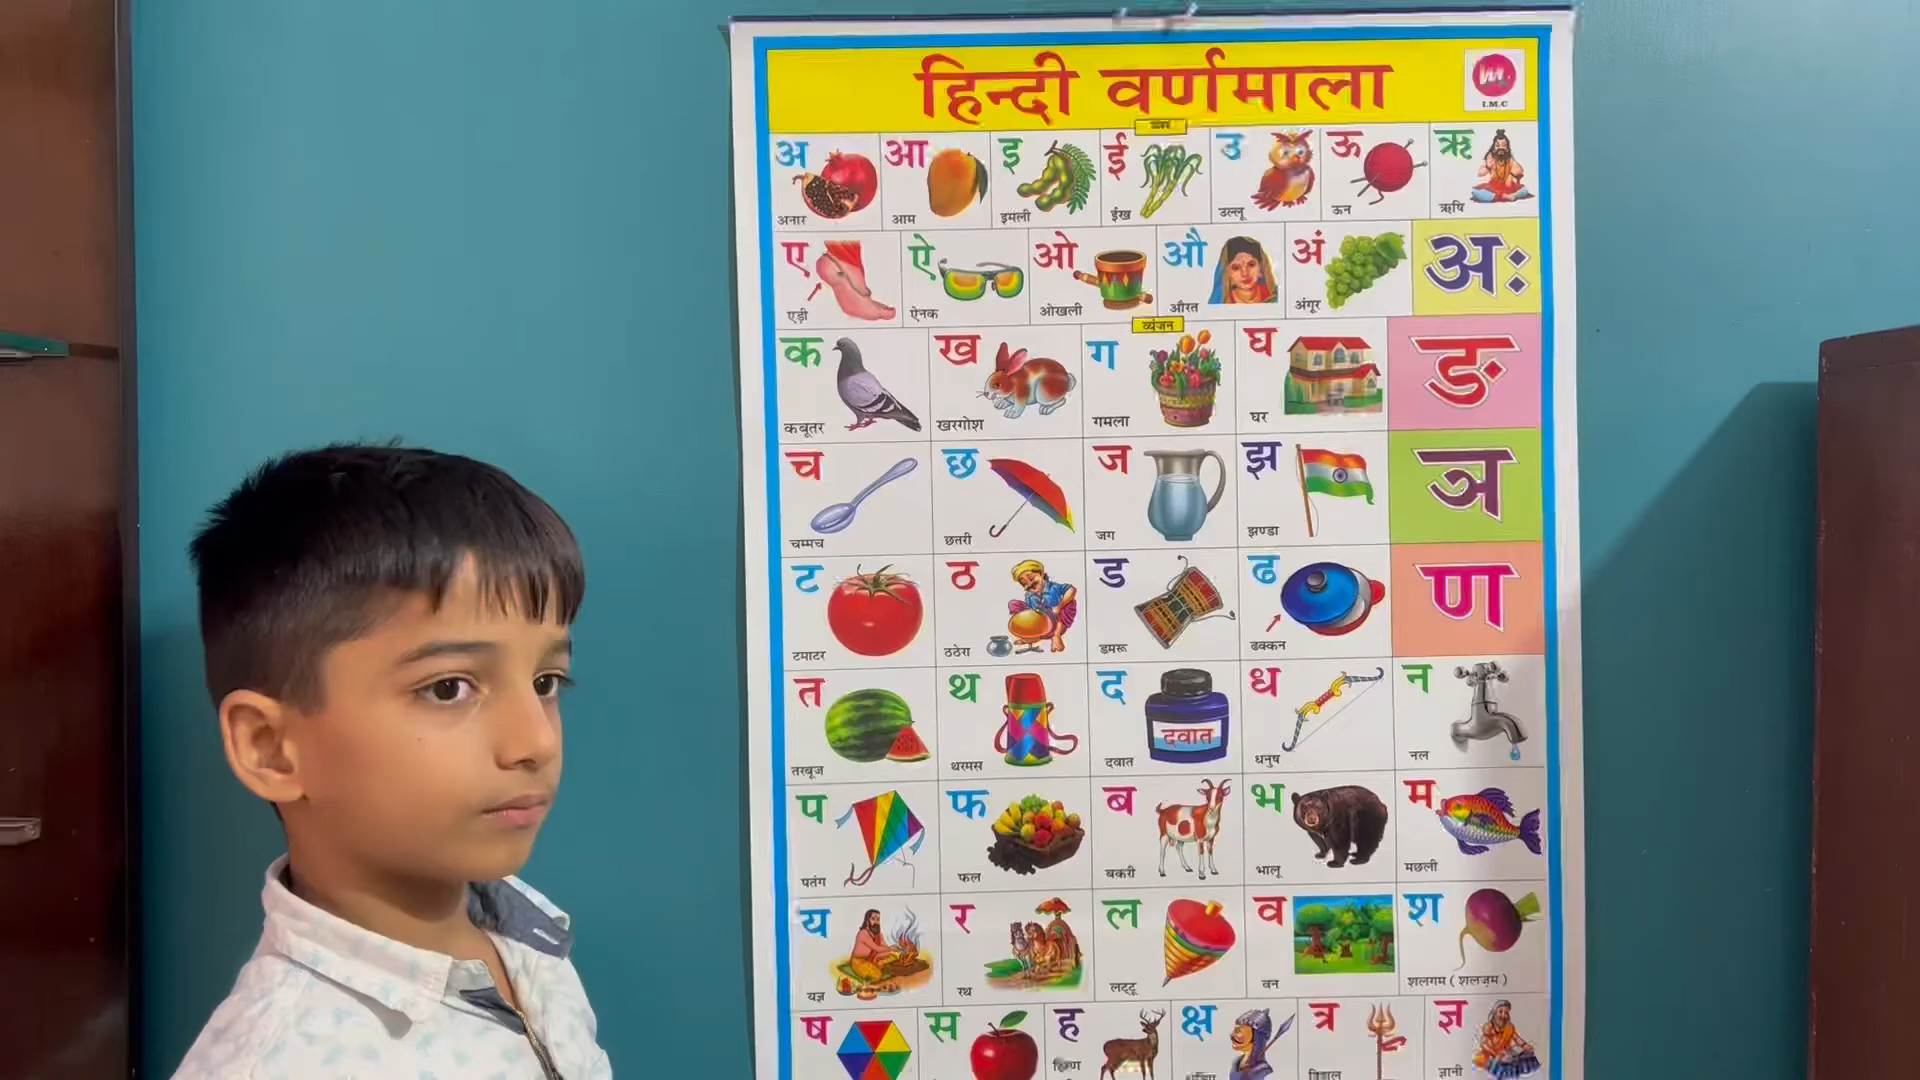 हिन्दी वर्णमाला
I.M.C
स्वर
अ आ इ ई उ ऊ ऋ
अनार आम इमली ईख उल्लू ऊन ऋषि
ए ऐ ओ औ अं अः
एड़ी ऐनक ओखली औरत अंगूर
व्यंजन
क ख ग घ ङ
कबूतर खरगोश गमला घर
च छ ज झ ञ
चम्मच छतरी जग झण्डा
ट ठ ड ढ ण
टमाटर ठठेरा डमरू ढक्कन
त थ द ध न
दवात
तरबूज थरमस दवात धनुष नल
प फ ब भ म
पतंग फल बकरी भालू मछली
य र ल व श
यज्ञ रथ लट्टू वन शलगम ( शलज़म )
ष स ह क्ष त्र ज्ञ
ज्ञानी